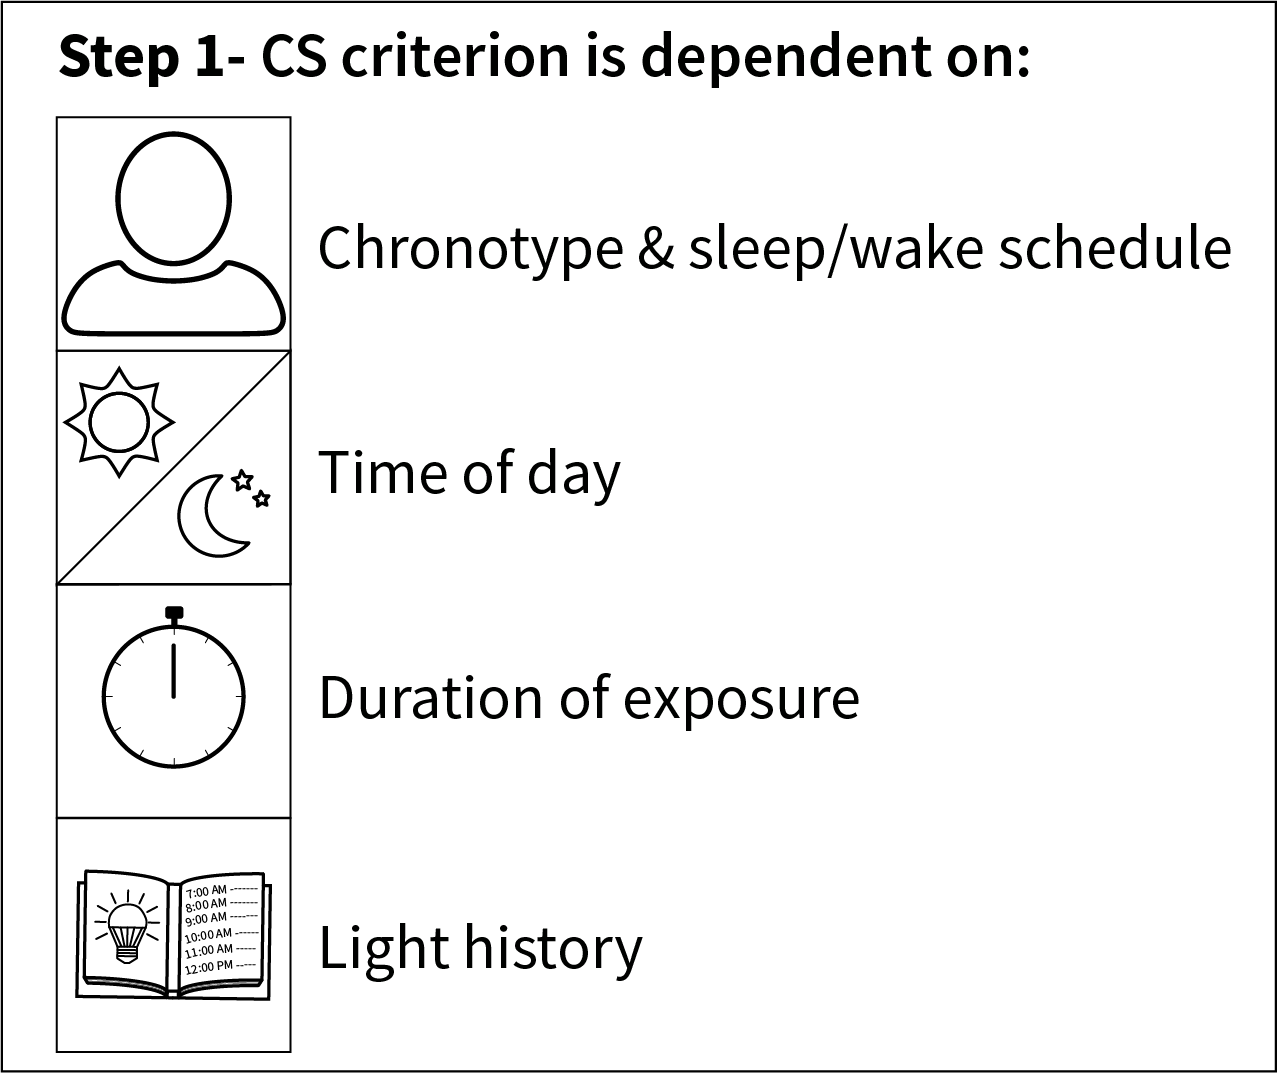 Step 1- CS criterion is dependent on:
Chronotype & sleep/wake schedule
Time of day
Duration of exposure
7:00 AM -------
8:00 AM -------
9:00 AM -------
10:00 AM ------
11:00 AM -----
12:00 PM -----
Light history